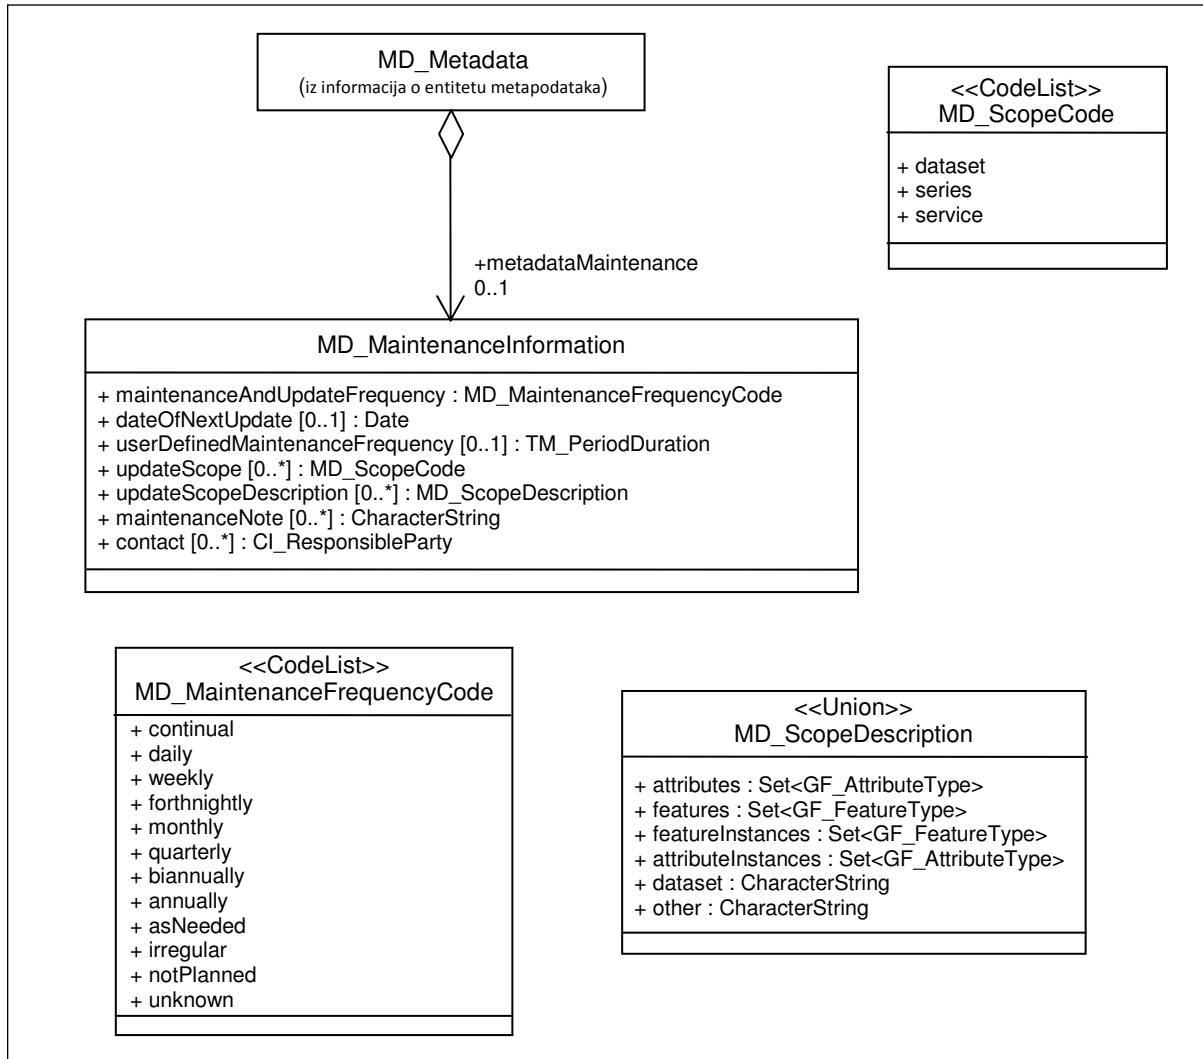 MD_Metadata
(iz informacija o entitetu metapodataka)
<<CodeList>>
MD_ScopeCode
+ dataset
+ series
+ service
+metadataMaintenance
0..1
MD_MaintenanceInformation
+ maintenanceAndUpdateFrequency : MD_MaintenanceFrequencyCode
+ dateOfNextUpdate [0..1] : Date
+ userDefinedMaintenanceFrequency [0..1] : TM_PeriodDuration
+ updateScope [0..*] : MD_ScopeCode
+ updateScopeDescription [0..*] : MD_ScopeDescription
+ maintenanceNote [0..*] : CharacterString
+ contact [0..*] : CI_ResponsibleParty
<<CodeList>>
MD_MaintenanceFrequencyCode
+ continual
+ daily
+ weekly
+ forthnightly
+ monthly
+ quarterly
+ biannually
+ annually
+ asNeeded
+ irregular
+ notPlanned
+ unknown
<<Union>>
MD_ScopeDescription
+ attributes : Set<GF_AttributeType>
+ features : Set<GF_FeatureType>
+ featureInstances : Set<GF_FeatureType>
+ attributeInstances : Set<GF_AttributeType>
+ dataset : CharacterString
+ other : CharacterString